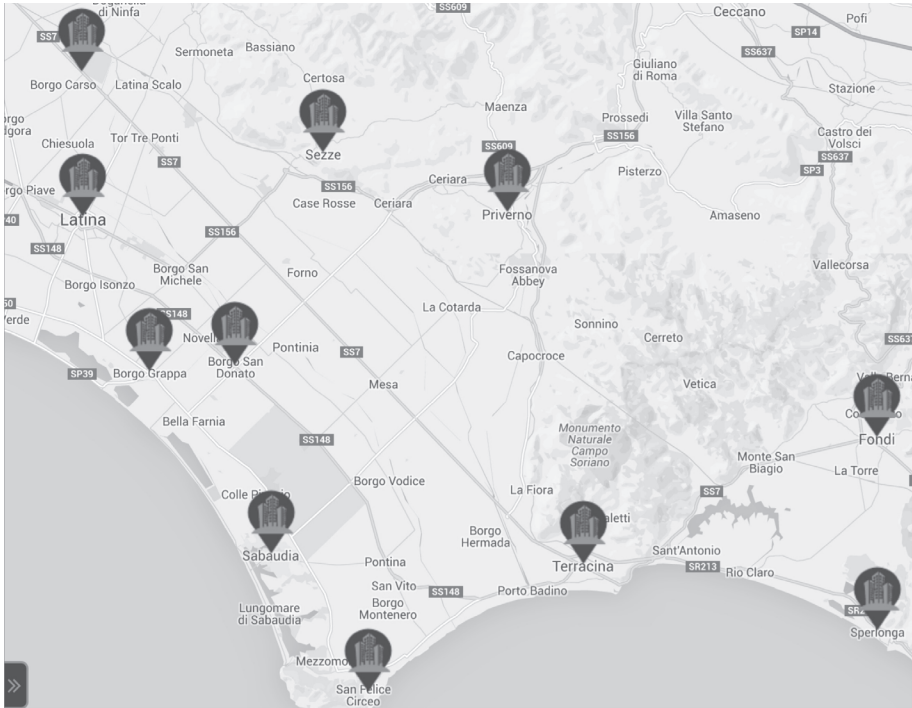 di Ninfa
SS609
Ceccano
Pofi
SS7
SP14
Sermoneta
Bassiano
SS637
Giuliano
di Roma
Borgo Carso
Latina Scalo
Certosa
Stazione
Maenza
Prossedi
Villa Santo
Stefano
Chiesuola
Tor Tre Ponti
SS609
SS156
Castro dei
Volsci
SS637
Sezze
SS7
SP3
Ceriara
Pisterzo
SS156
Case Rosse
Ceriara
Priverno
Amaseno
Latina
SS156
SS148
Borgo San
Michele
Forno
Fossanova
Abbey
Vallecorsa
Borgo Isonzo
La Cotarda
SS148
Sonnino
Cerreto
Pontinia
SS7
Capocroce
Borgo San
Donato
SP39
Borgo Grappa
Mesa
Vetica
Bella Farnia
Monumento
Naturale
Campo
Soriano
SS148
Fondi
Monte San
Biagio
La Torre
Borgo Vodice
La Fiora
SS7
Borgo
Hermada
Sabaudia
Terracina
Sant'Antonio
SR213
Rio Claro
Pontina
San Vito
SS148
Porto Badino
Lungomare
di Sabaudia
Borgo
Montenero
Sperlonga
San Felice
Circeo